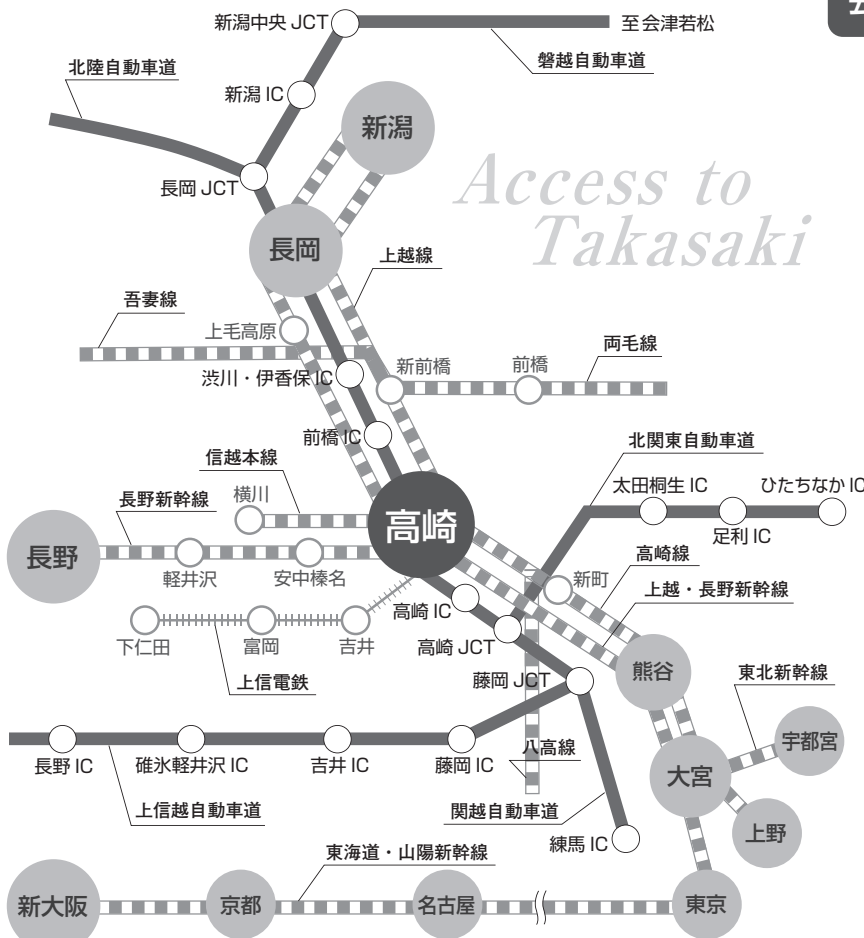 新潟中央 JCT
至会津若松
磐越自動車道
北陸自動車道
新潟 IC
新潟
長岡 JCT
Access to
Takasaki
長岡
上越線
吾妻線
上毛高原
両毛線
新前橋
前橋
渋川・伊香保 IC
前橋 IC
北関東自動車道
信越本線
太田桐生 IC
ひたちなか IC
横川
長野新幹線
高崎
足利 IC
長野
高崎線
軽井沢
安中榛名
新町
上越・長野新幹線
高崎 IC
下仁田
富岡
吉井
高崎 JCT
熊谷
藤岡 JCT
上信電鉄
東北新幹線
宇都宮
八高線
長野 IC
碓氷軽井沢 IC
吉井 IC
藤岡 IC
大宮
上信越自動車道
関越自動車道
上野
練馬 IC
東海道・山陽新幹線
新大阪
京都
名古屋
東京